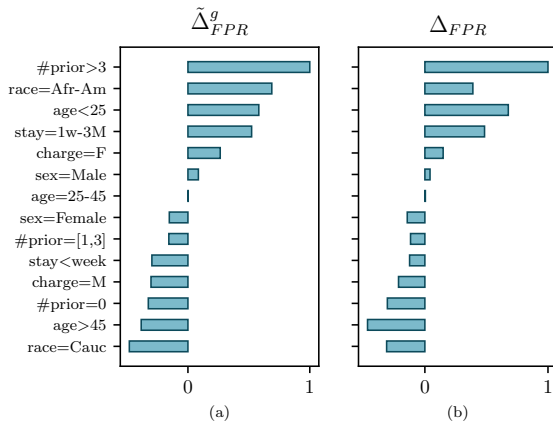 Δ̃^g_FPR
Δ_FPR
#prior>3
race=Afr-Am
age<25
stay=1w-3M
charge=F
sex=Male
age=25-45
sex=Female
#prior=[1,3]
stay<week
charge=M
#prior=0
age>45
race=Cauc
0 1 0 1
(a) (b)